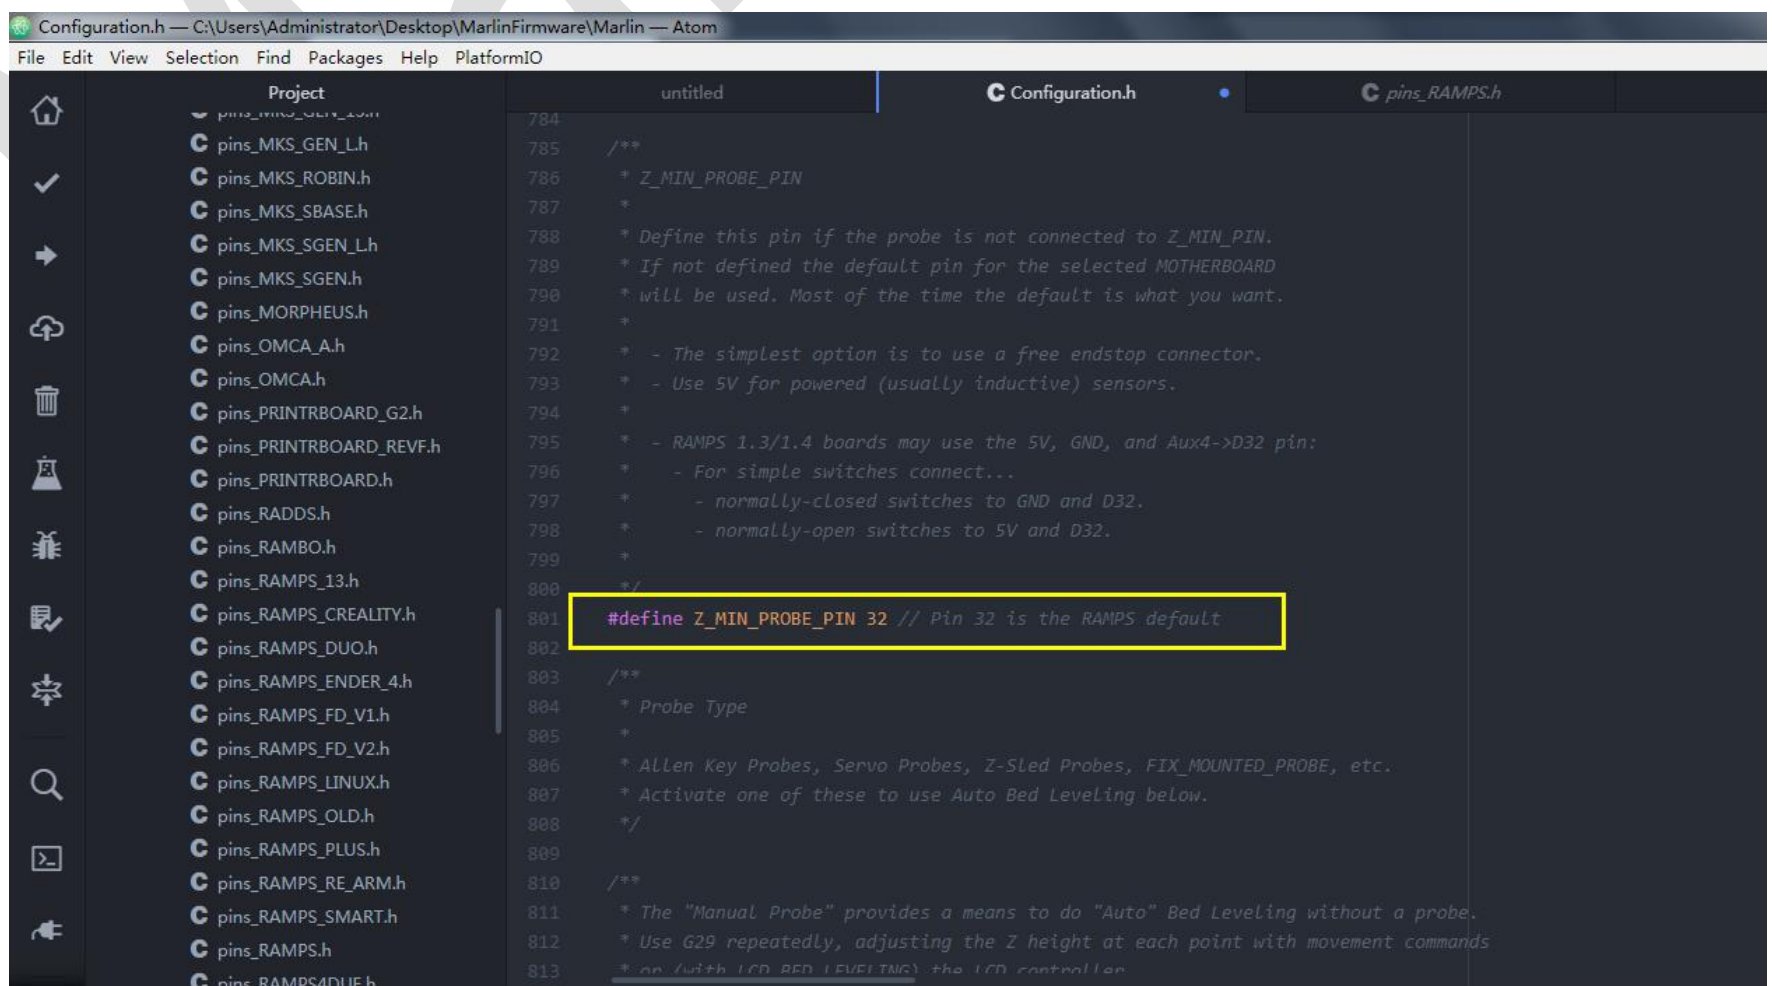 Configuration.h — C:\Users\Administrator\Desktop\MarlinFirmware\Marlin — Atom
File Edit View Selection Find Packages Help PlatformIO
Project
untitled
Configuration.h
pins_RAMPS.h
pins_MKS_GEN_13.h
pins_MKS_GEN_L.h
pins_MKS_ROBIN.h
pins_MKS_SBASE.h
pins_MKS_SGEN_L.h
pins_MKS_SGEN.h
pins_MORPHEUS.h
pins_OMCA_A.h
pins_OMCA.h
pins_PRINTRBOARD_G2.h
pins_PRINTRBOARD_REVF.h
pins_PRINTRBOARD.h
pins_RADDS.h
pins_RAMBO.h
pins_RAMPS_13.h
pins_RAMPS_CREALITY.h
pins_RAMPS_DUO.h
pins_RAMPS_ENDER_4.h
pins_RAMPS_FD_V1.h
pins_RAMPS_FD_V2.h
pins_RAMPS_LINUX.h
pins_RAMPS_OLD.h
pins_RAMPS_PLUS.h
pins_RAMPS_RE_ARM.h
pins_RAMPS_SMART.h
pins_RAMPS.h
pins_RAMPS4DUE.h
784
785 /**
786 * Z_MIN_PROBE_PIN
787 *
788 * Define this pin if the probe is not connected to Z_MIN_PIN.
789 * If not defined the default pin for the selected MOTHERBOARD
790 * will be used. Most of the time the default is what you want.
791 *
792 * - The simplest option is to use a free endstop connector.
793 * - Use 5V for powered (usually inductive) sensors.
794 *
795 * - RAMPS 1.3/1.4 boards may use the 5V, GND, and Aux4->D32 pin:
796 * - For simple switches connect...
797 * - normally-closed switches to GND and D32.
798 * - normally-open switches to 5V and D32.
799 *
800 */
801 #define Z_MIN_PROBE_PIN 32 // Pin 32 is the RAMPS default
802
803 /**
804 * Probe Type
805 *
806 * Allen Key Probes, Servo Probes, Z-Sled Probes, FIX_MOUNTED_PROBE, etc.
807 * Activate one of these to use Auto Bed Leveling below.
808 */
809
810 /**
811 * The "Manual Probe" provides a means to do "Auto" Bed Leveling without a probe.
812 * Use G29 repeatedly, adjusting the Z height at each point with movement commands
813 * or (with LCD_BED_LEVELING) the LCD controller